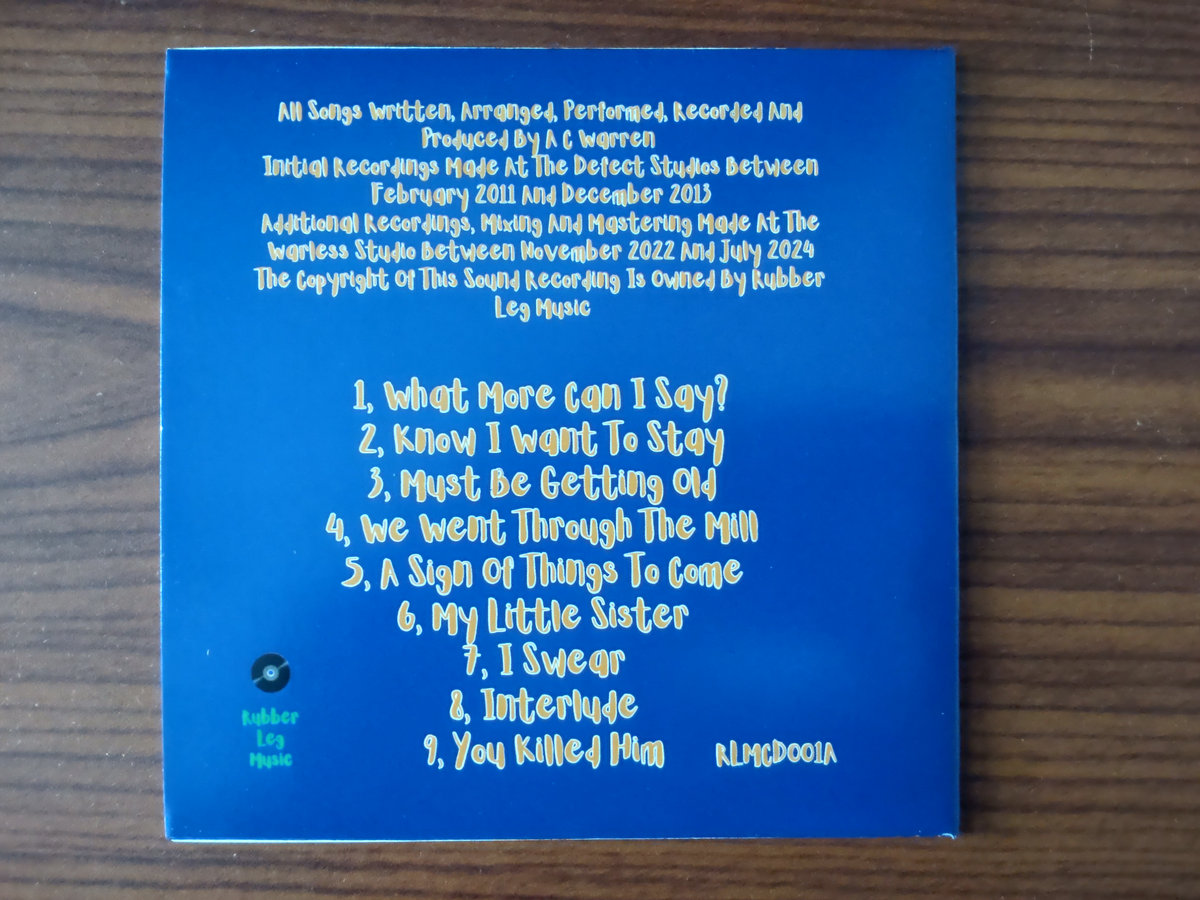 All Songs Written, Arranged, Performed, Recorded And
Produced By A C Warren
Initial Recordings Made At The Defect Studios Between
February 2011 And December 2013
Additional Recordings, Mixing And Mastering Made At The
Warless Studio Between November 2022 And July 2024
The Copyright Of This Sound Recording Is Owned By Rubber
Leg Music
1, What More Can I Say?
2, Know I Want To Stay
3, Must Be Getting Old
4, We Went Through The Mill
5, A Sign Of Things To Come
6, My Little Sister
7, I Swear
8, Interlude
9, You Killed Him
RLMCD001A
Rubber
Leg
Music